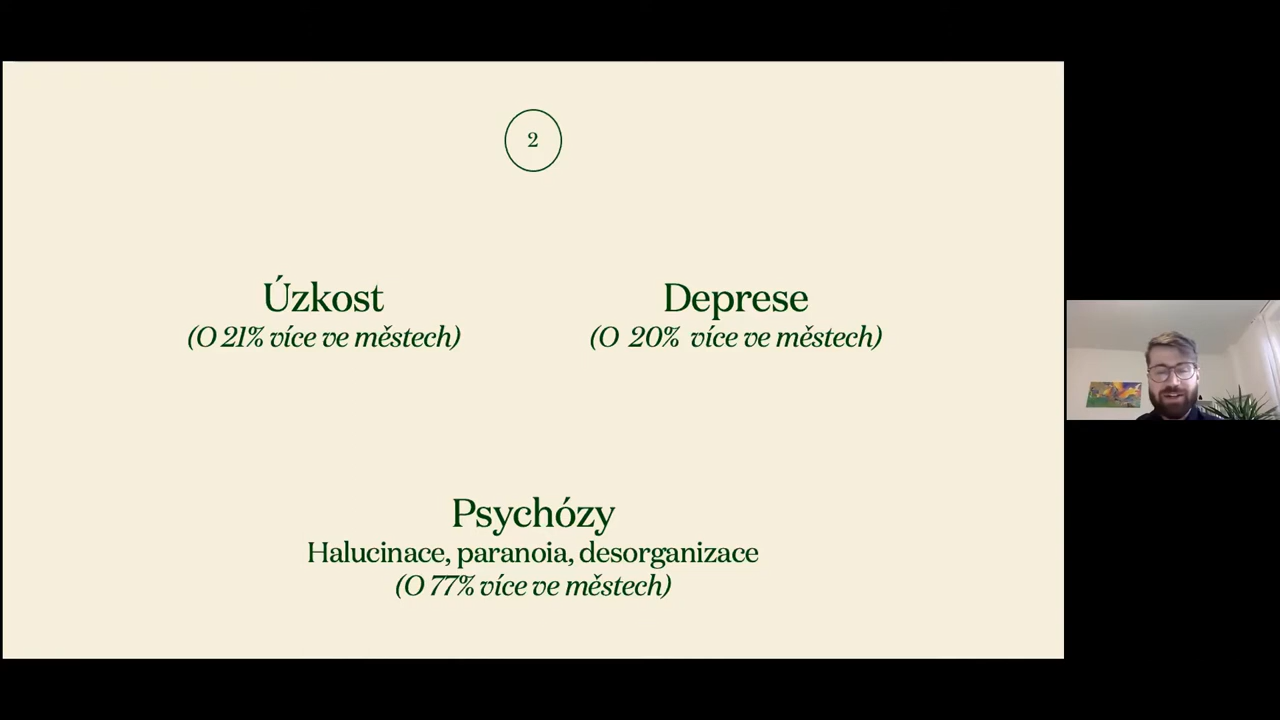 2
Úzkost
(O 21% více ve městech)
Deprese
(O 20% více ve městech)
Psychózy
Halucinace, paranoia, desorganizace
(O 77% více ve městech)